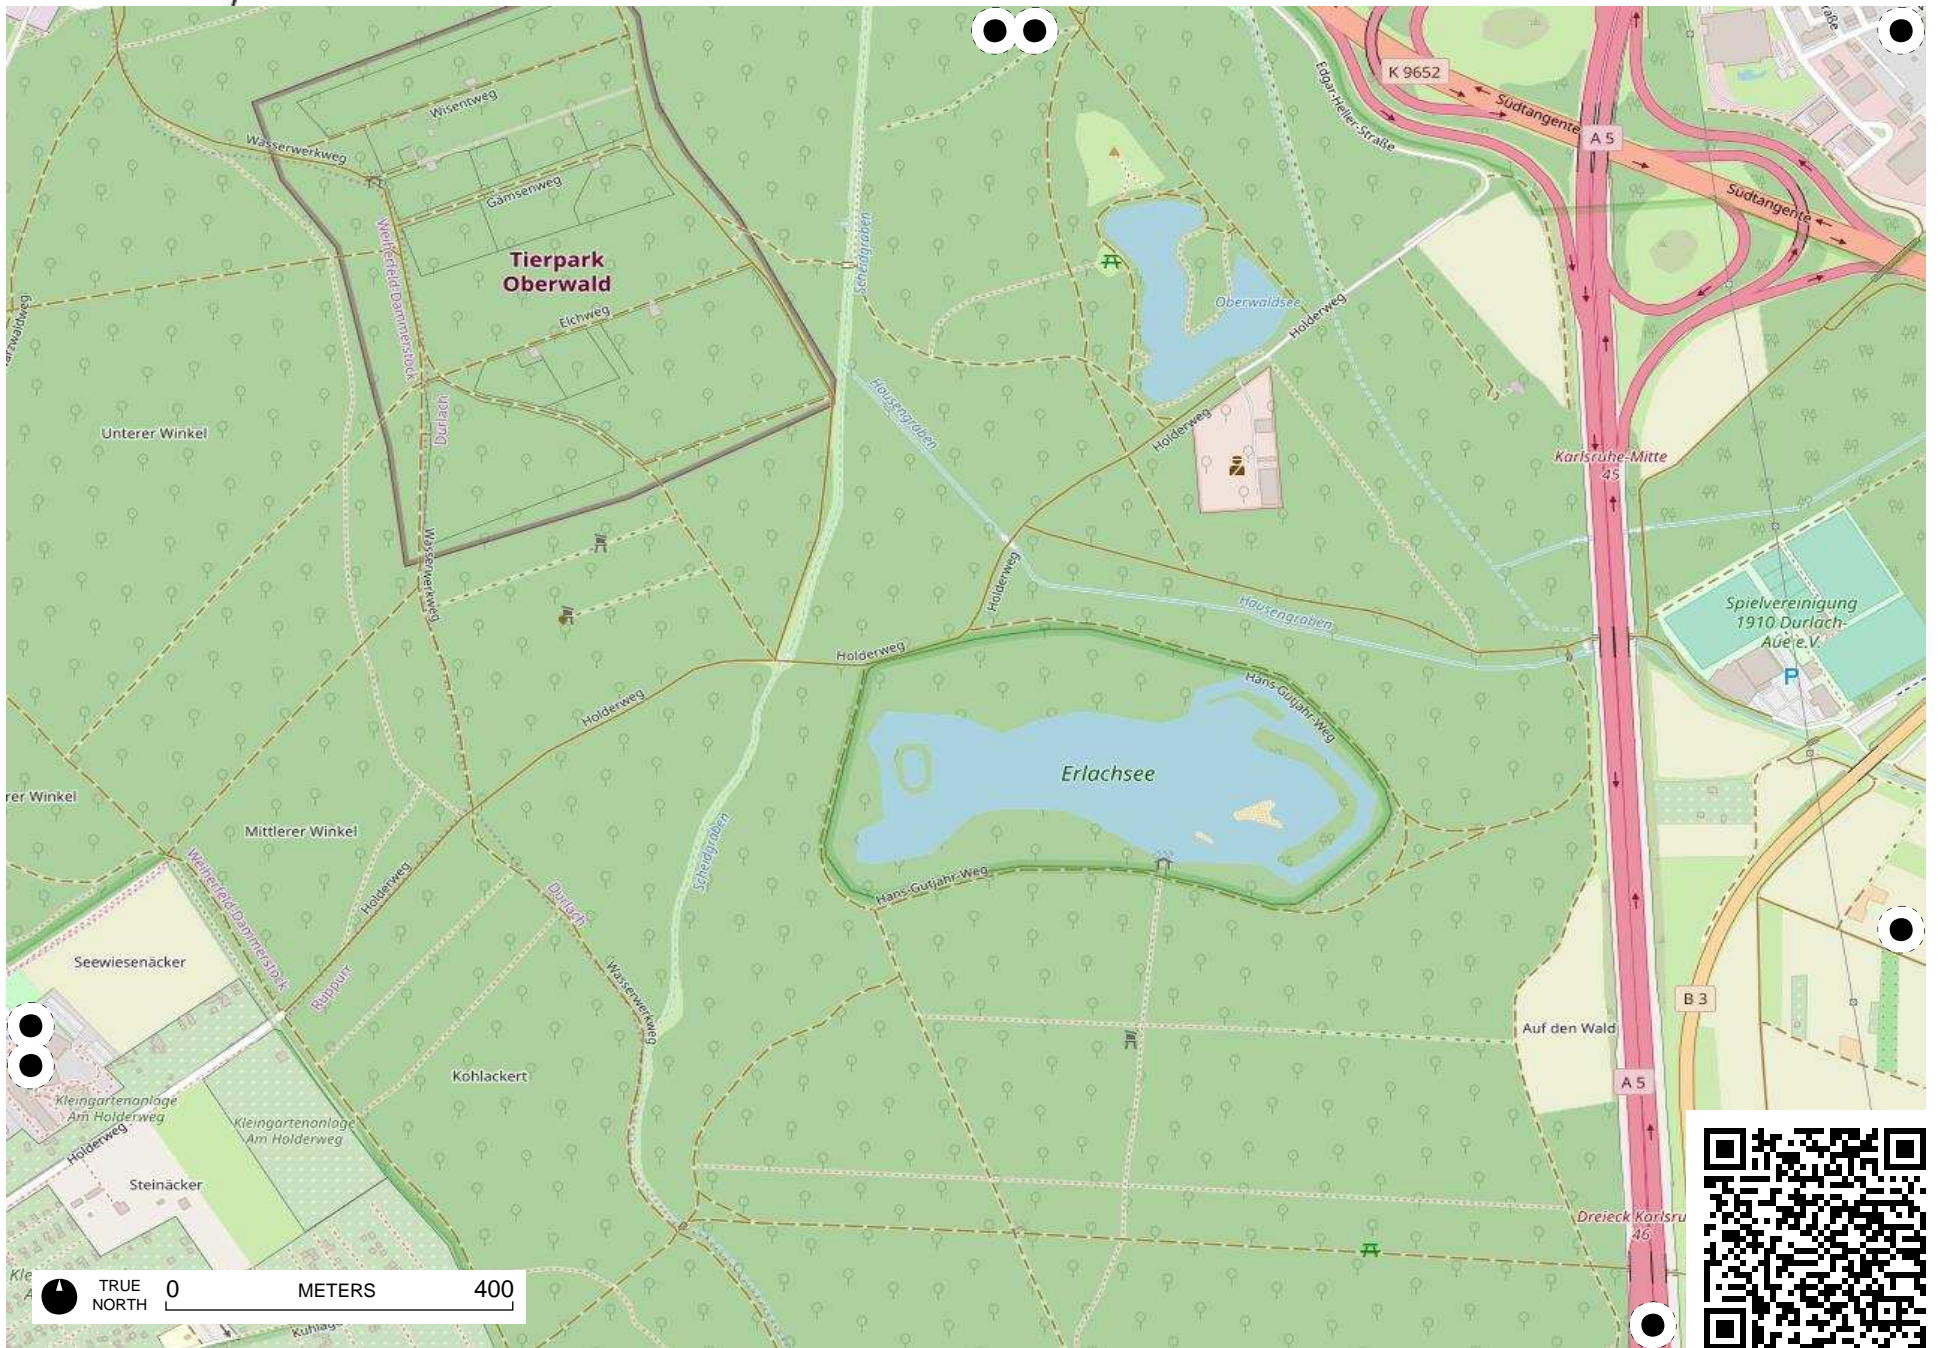 K 9652
Edgar-Heller-Straße
Südtangente
A 5
Südtangente
Wisentweg
Wasserwerkweg
Gämsenweg
Weiherfeld-Dammerstock
Tierpark
Oberwald
Scheidgraben
Oberwaldsee
Holderweg
Elchweg
Durlach
Hausengraben
Holderweg
Unterer Winkel
Karlsruhe-Mitte
45
Wasserwerkweg
Holderweg
Hausengraben
Spielvereinigung
1910 Durlach-
Aue e.V.
P
Holderweg
Holderweg
Hans-Gutjahr-Weg
Erlachsee
rer Winkel
Mittlerer Winkel
Scheidgraben
Weiherfeld-Dammerstock
Holderweg
Durlach
Hans-Gutjahr-Weg
Seewiesenäcker
Rüppurr
Wasserwerkweg
B 3
Auf den Wald
Kohlackert
A 5
Kleingartenanlage
Am Holderweg
Kleingartenanlage
Am Holderweg
Holderweg
Steinäcker
Dreieck Karlsru
46
Kle
TRUE
NORTH
0 METERS 400